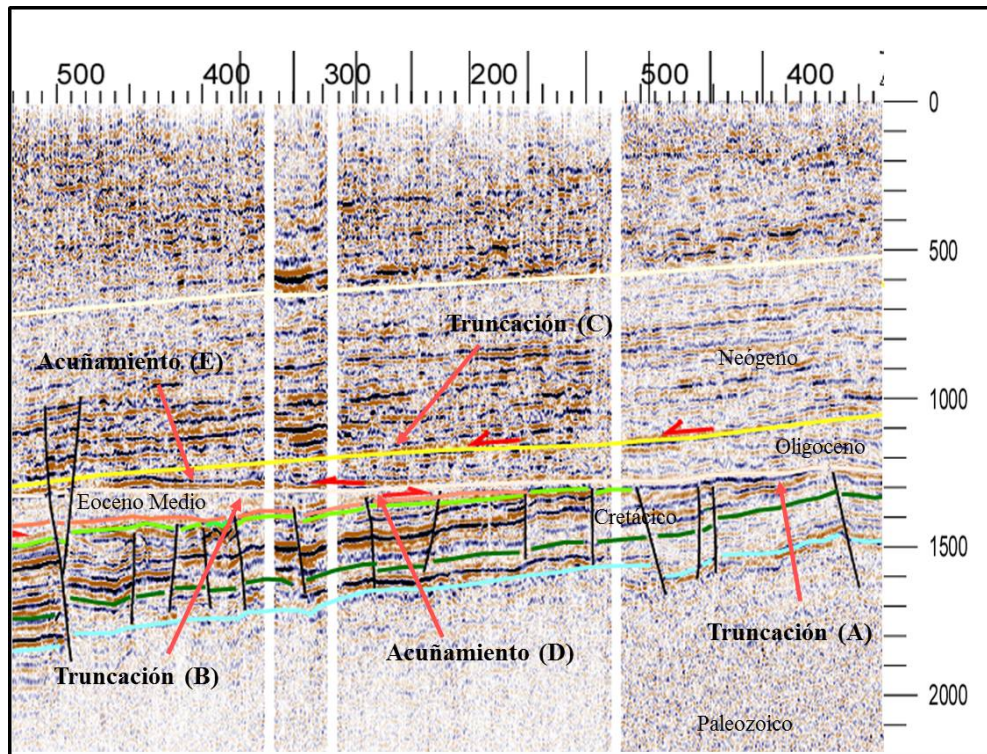 500 400 300 200 500 400
0
500
Truncación (C)
Acuñamiento (E)
Neógeno
1000
Oligoceno
Eoceno Medio
Cretácico
1500
Truncación (A)
Acuñamiento (D)
Truncación (B)
2000
Paleozoico